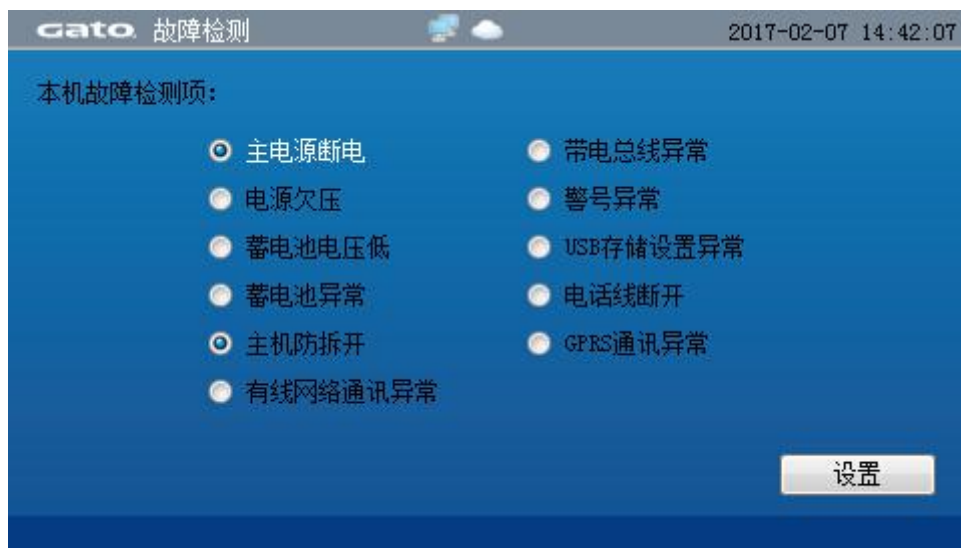 Gato 故障检测 2017-02-07 14:42:07
本机故障检测项:
主电源断电 带电总线异常
电源欠压 警号异常
蓄电池电压低 USB存储设置异常
蓄电池异常 电话线断开
主机防拆开 GPRS通讯异常
有线网络通讯异常
设置